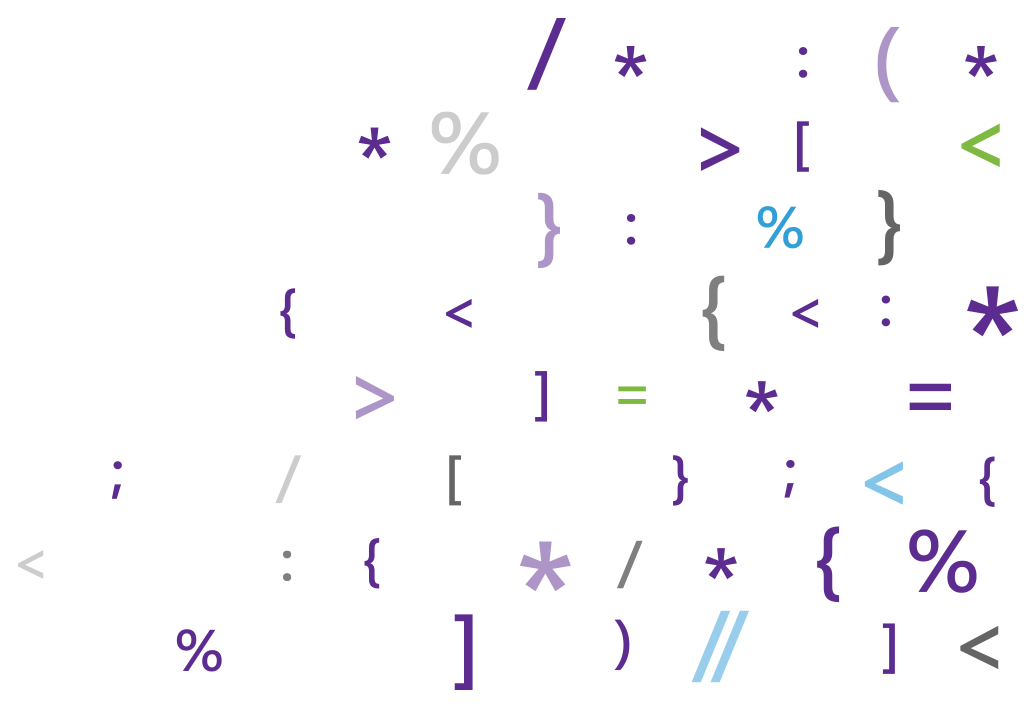 / * : ( *
* % > [ <
} : % }
{ < { < : *
> ] = * =
; / [ } ; < {
< : { * / * { %
% ] ) // ] <